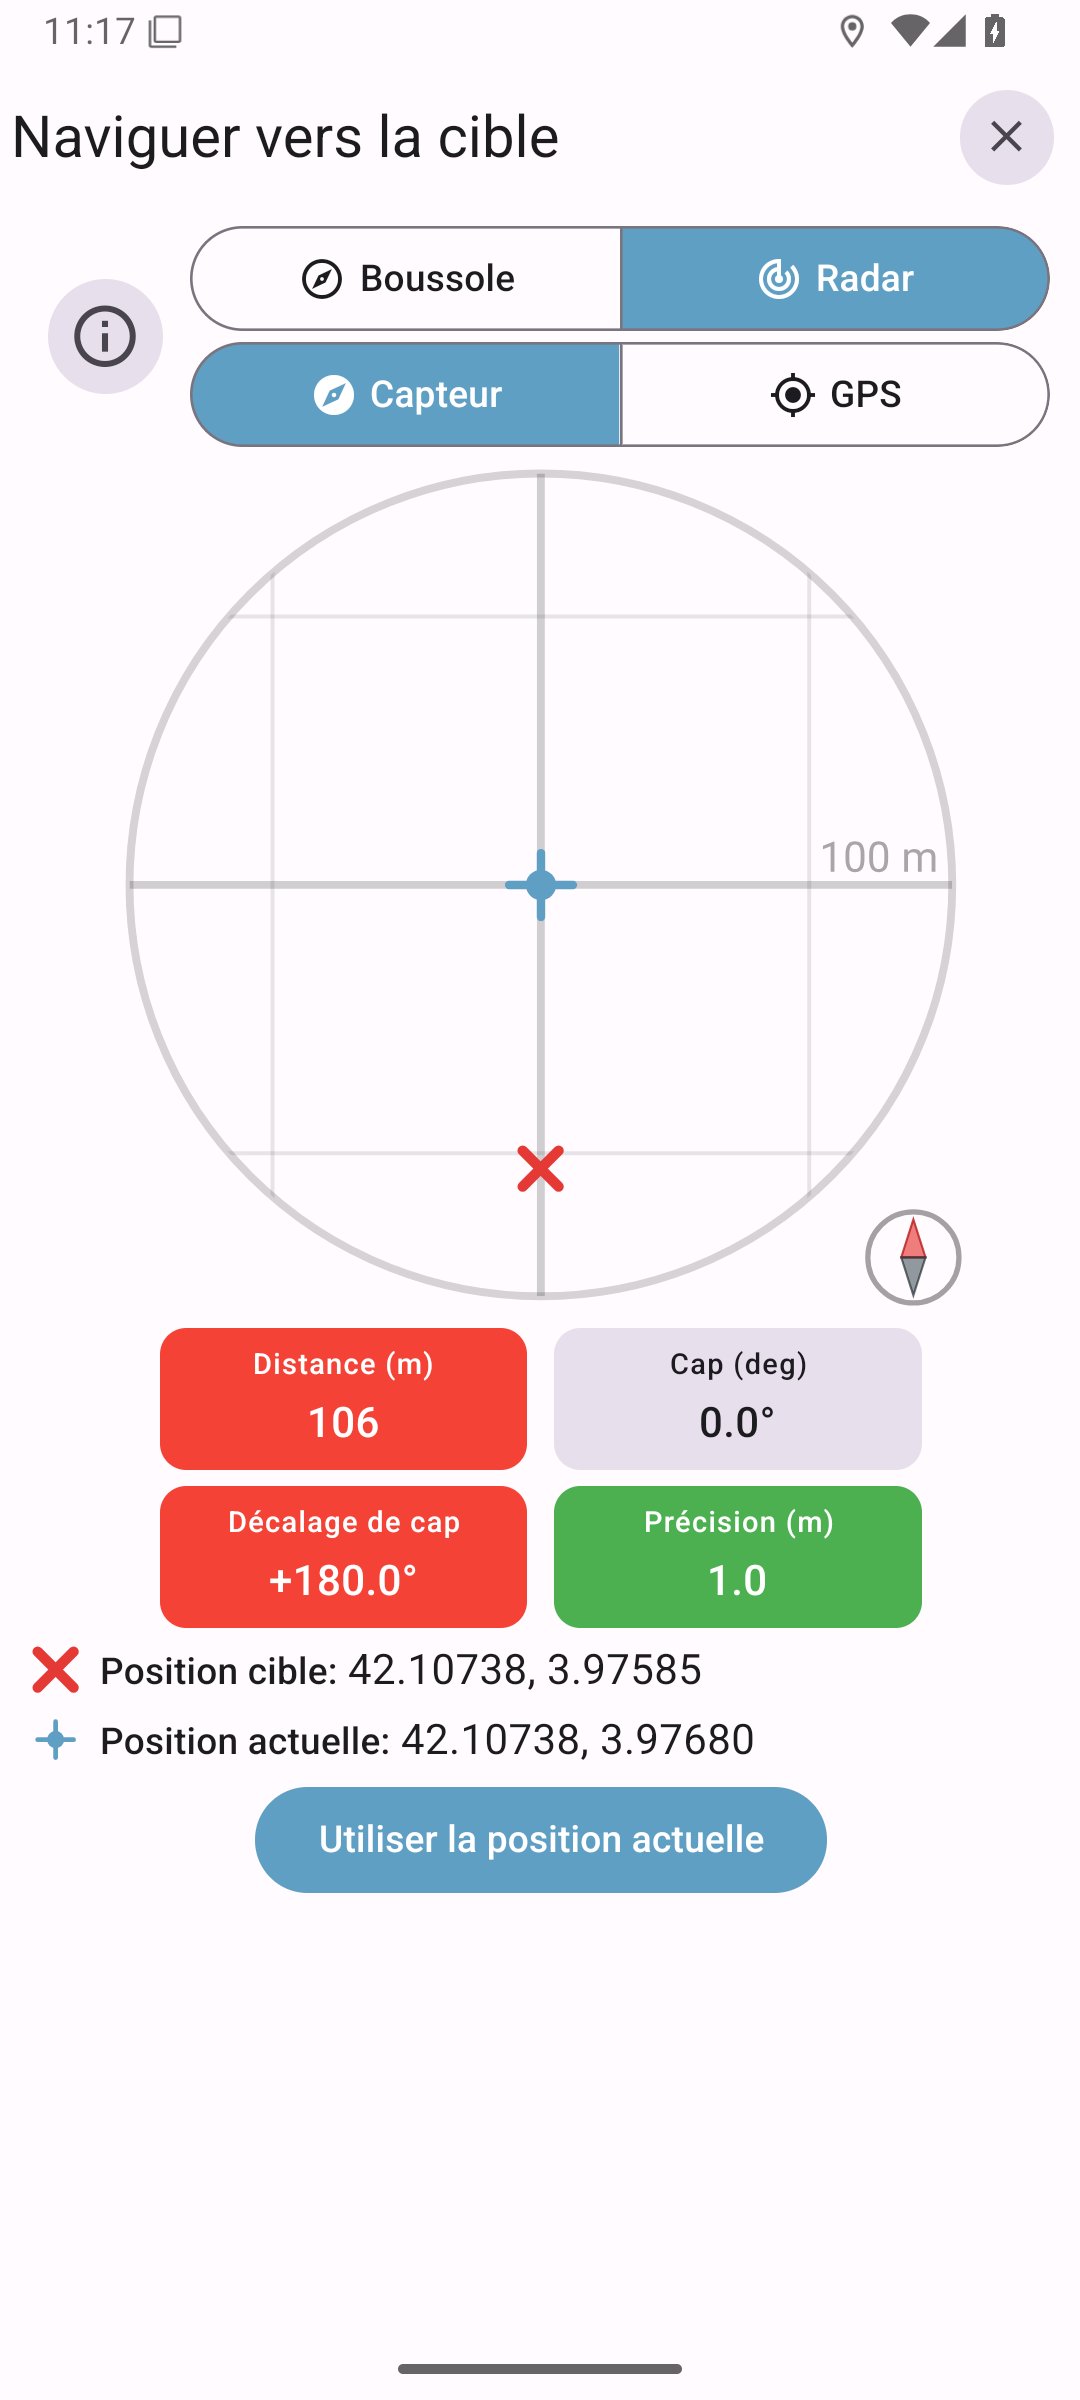 11:17
Naviguer vers la cible
Boussole
Radar
Capteur
GPS
100 m
Distance (m)
106
Cap (deg)
0.0°
Décalage de cap
+180.0°
Précision (m)
1.0
Position cible: 42.10738, 3.97585
Position actuelle: 42.10738, 3.97680
Utiliser la position actuelle